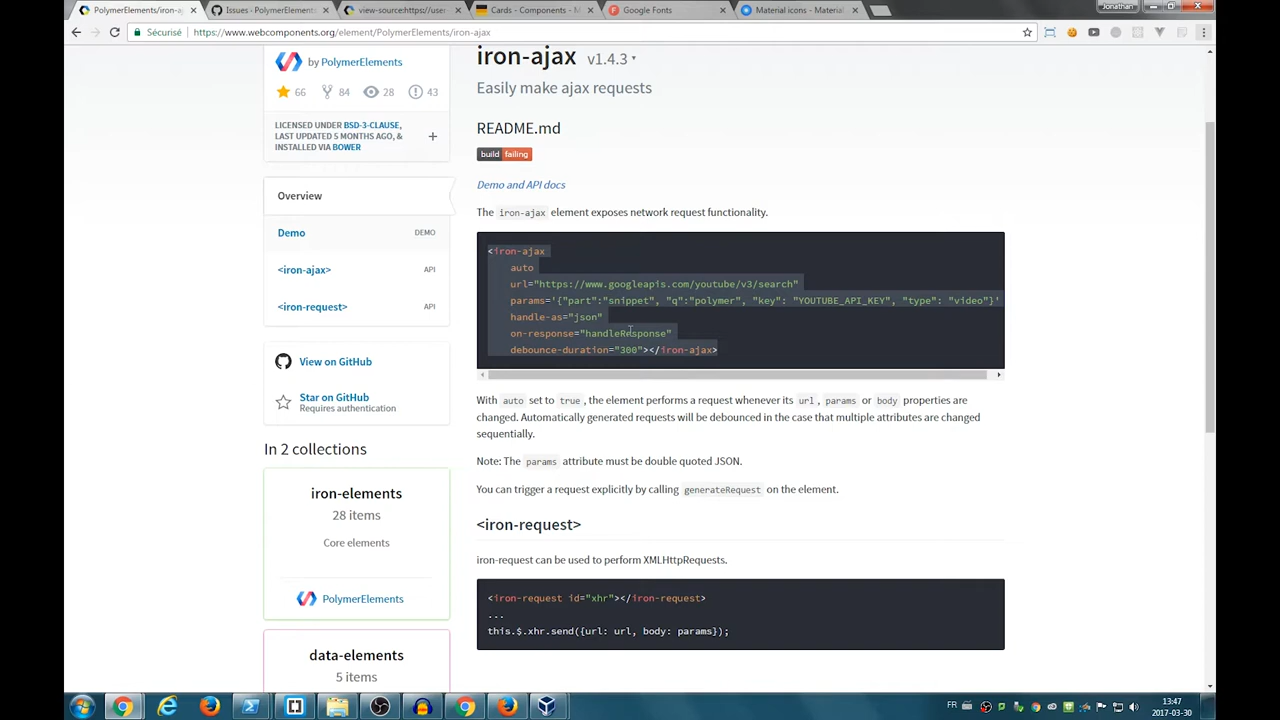 PolymerElements/iron-aj
Issues · PolymerElement
view-source:https://user
Cards - Components - M
Google Fonts
Material icons - Material
Jonathan
Sécurisé
https://www.webcomponents.org/element/PolymerElements/iron-ajax
by PolymerElements
66
84
28
43
LICENSED UNDER BSD-3-CLAUSE,
LAST UPDATED 5 MONTHS AGO, &
INSTALLED VIA BOWER
+
Overview
Demo DEMO
<iron-ajax> API
<iron-request> API
View on GitHub
Star on GitHub
Requires authentication
In 2 collections
iron-elements
28 items
Core elements
PolymerElements
data-elements
5 items
iron-ajax v1.4.3
Easily make ajax requests
README.md
build failing
Demo and API docs
The iron-ajax element exposes network request functionality.
<iron-ajax
auto
url="https://www.googleapis.com/youtube/v3/search"
params='{"part":"snippet", "q":"polymer", "key": "YOUTUBE_API_KEY", "type": "video"}'
handle-as="json"
on-response="handleResponse"
debounce-duration="300"></iron-ajax>
With auto set to true, the element performs a request whenever its url, params or body properties are
changed. Automatically generated requests will be debounced in the case that multiple attributes are changed
sequentially.
Note: The params attribute must be double quoted JSON.
You can trigger a request explicitly by calling generateRequest on the element.
<iron-request>
iron-request can be used to perform XMLHttpRequests.
<iron-request id="xhr"></iron-request>
...
this.$.xhr.send({url: url, body: params});
FR
13:47
2017-03-30